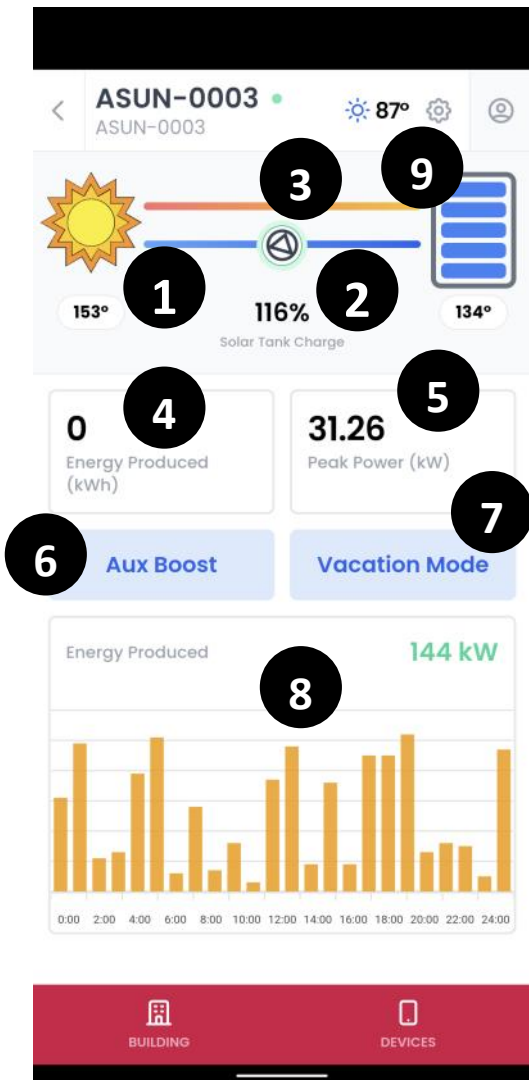 ASUN-0003
87°
ASUN-0003
3
9
1
2
153°
116%
134°
Solar Tank Charge
4
5
0
31.26
Energy Produced
(kWh)
Peak Power (kW)
7
6
Aux Boost
Vacation Mode
Energy Produced
144 kW
8
0:00 2:00 4:00 6:00 8:00 10:00 12:00 14:00 16:00 18:00 20:00 22:00 24:00
BUILDING
DEVICES